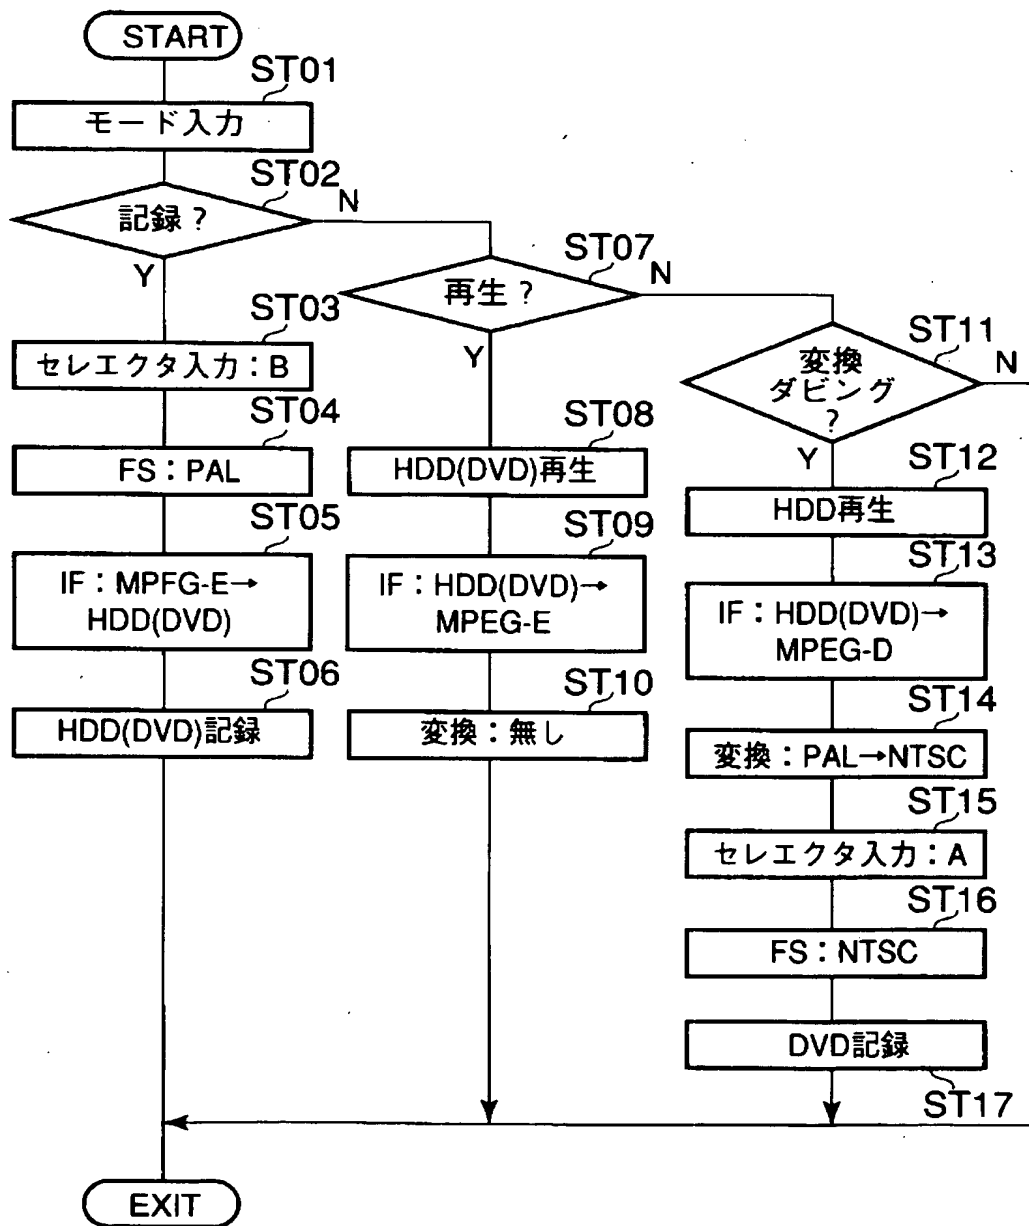 START
ST01
モード入力
ST02
記録？
N
Y
ST03
セレエクタ入力：B
ST04
FS：PAL
ST05
IF：MPFG-E→
HDD(DVD)
ST06
HDD(DVD)記録
ST07
再生？
N
Y
ST08
HDD(DVD)再生
ST09
IF：HDD(DVD)→
MPEG-E
ST10
変換：無し
ST11
変換
ダビング
？
N
Y
ST12
HDD再生
ST13
IF：HDD(DVD)→
MPEG-D
ST14
変換：PAL→NTSC
ST15
セレエクタ入力：A
ST16
FS：NTSC
DVD記録
ST17
EXIT